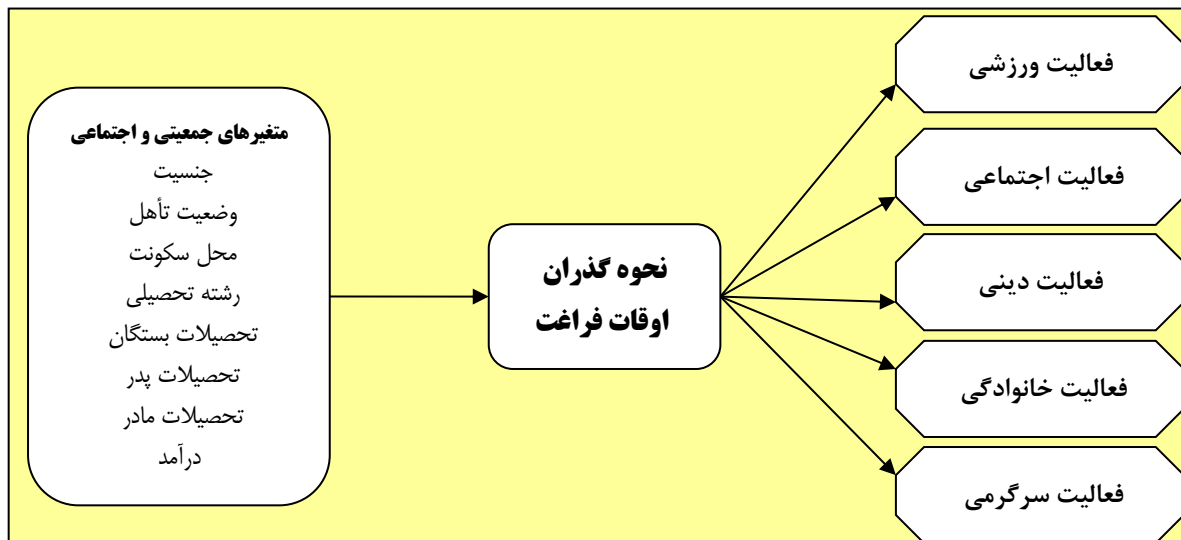 متغیرهای جمعیتی و اجتماعی
جنسیت
وضعیت تأهل
محل سکونت
رشته تحصیلی
تحصیلات بستگان
تحصیلات پدر
تحصیلات مادر
درآمد
نحوه گذران
اوقات فراغت
فعالیت ورزشی
فعالیت اجتماعی
فعالیت دینی
فعالیت خانوادگی
فعالیت سرگرمی